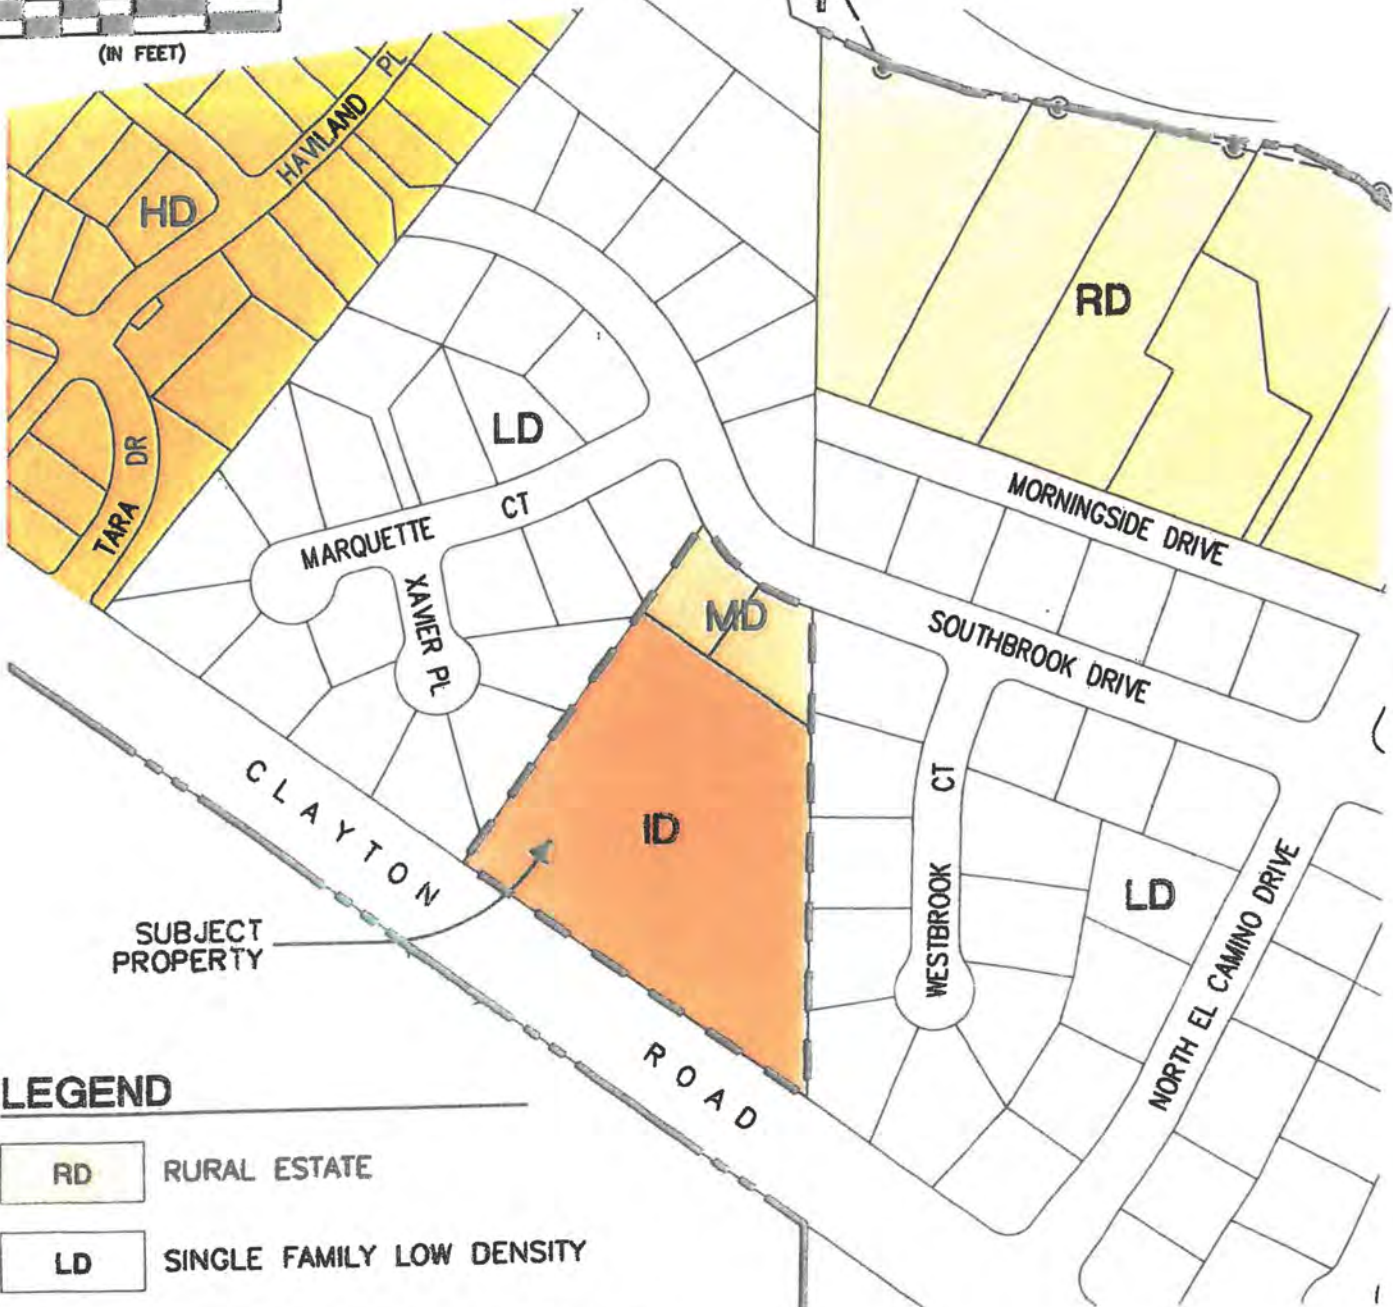 (IN FEET)
HAVILAND PL
HD
RD
LD
TARA DR
MORNINGSIDE DRIVE
MARQUETTE CT
XAVIER PL
MD
SOUTHBROOK DRIVE
CLAYTON ROAD
ID
WESTBROOK CT
LD
NORTH EL CAMINO DRIVE
SUBJECT
PROPERTY
LEGEND
RD RURAL ESTATE
LD SINGLE FAMILY LOW DENSITY